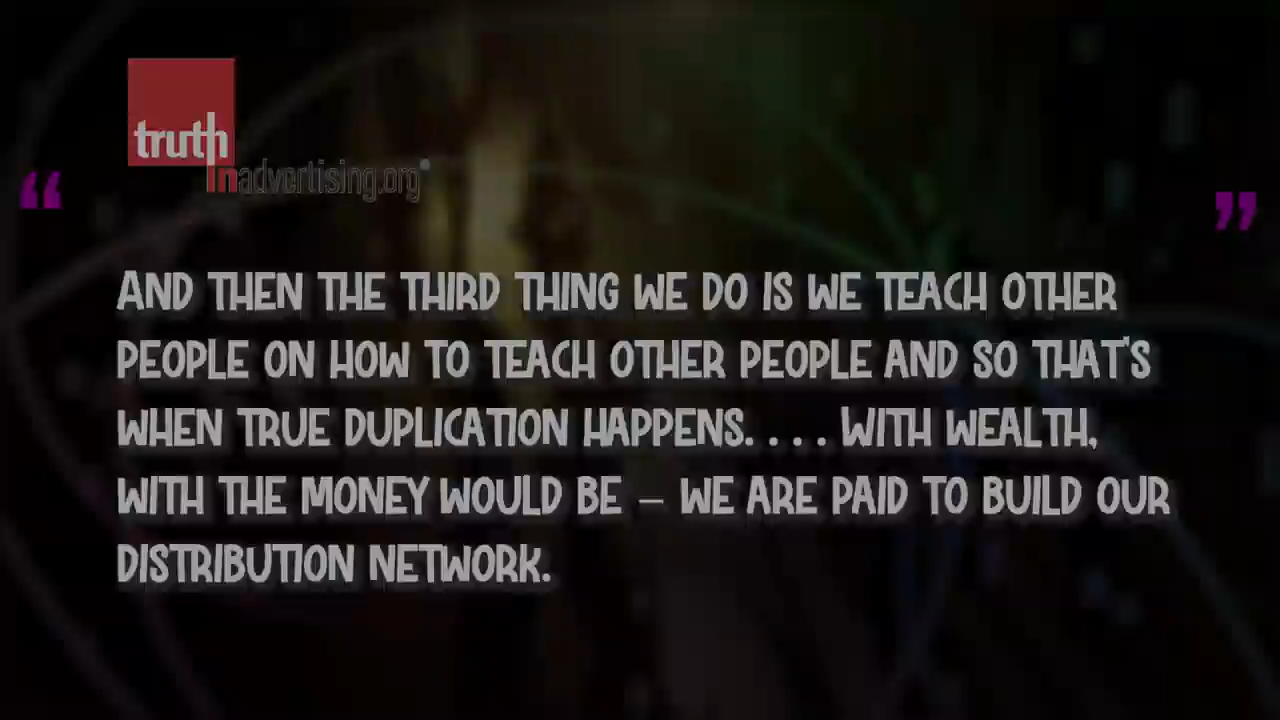 truth
inadvertising.org®
“
”
AND THEN THE THIRD THING WE DO IS WE TEACH OTHER
PEOPLE ON HOW TO TEACH OTHER PEOPLE AND SO THAT'S
WHEN TRUE DUPLICATION HAPPENS. . . . WITH WEALTH,
WITH THE MONEY WOULD BE – WE ARE PAID TO BUILD OUR
DISTRIBUTION NETWORK.